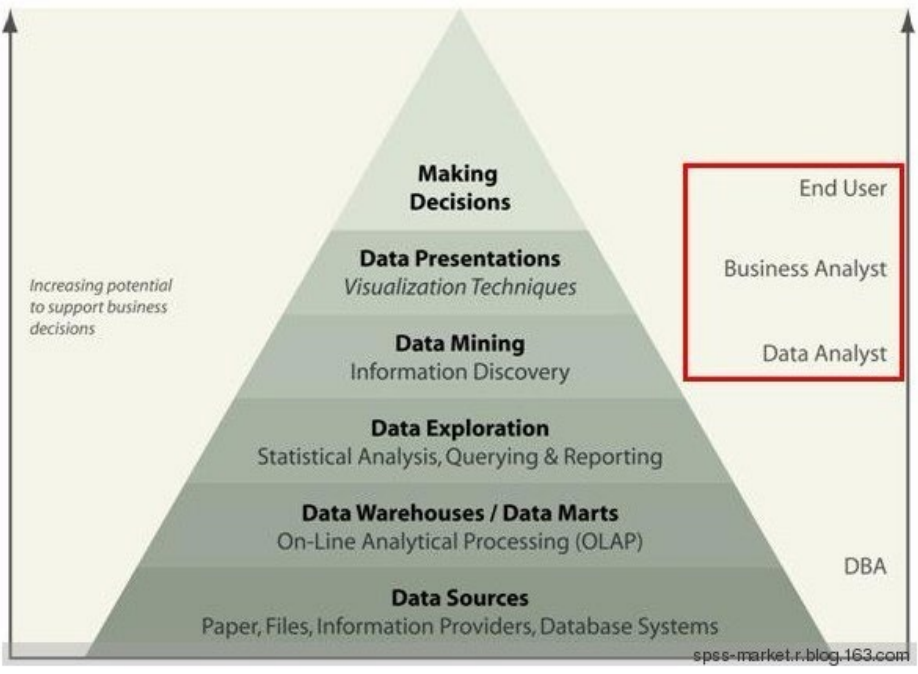 Making
Decisions
End User
Data Presentations
Visualization Techniques
Business Analyst
Increasing potential
to support business
decisions
Data Mining
Information Discovery
Data Analyst
Data Exploration
Statistical Analysis, Querying & Reporting
Data Warehouses / Data Marts
On-Line Analytical Processing (OLAP)
DBA
Data Sources
Paper, Files, Information Providers, Database Systems
spss-market.r.blog.163.com